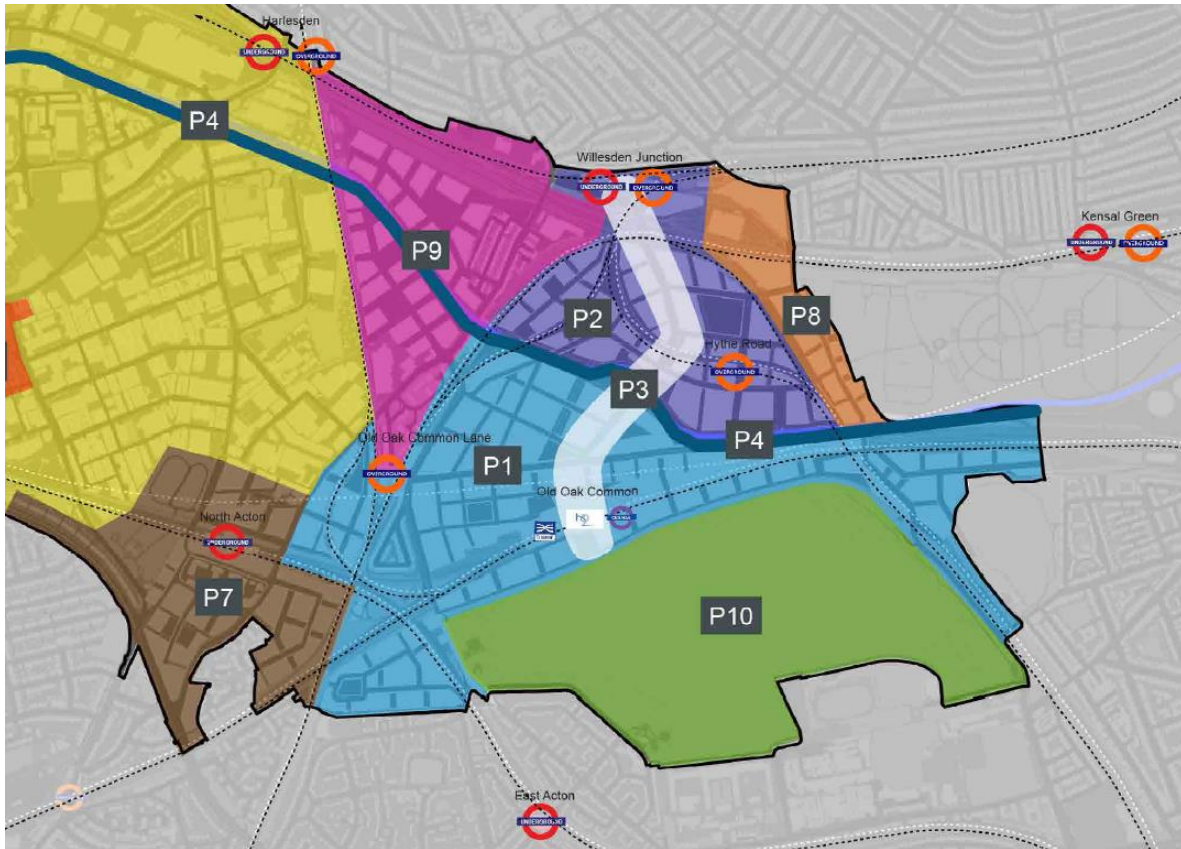 Harlesden
UNDERGROUND
OVERGROUND
P4
Willesden Junction
UNDERGROUND
OVERGROUND
Kensal Green
UNDERGROUND
OVERGROUND
P9
P2
P8
Hythe Road
OVERGROUND
P3
P4
Old Oak Common Lane
OVERGROUND
P1
Old Oak Common
hs2
North Acton
UNDERGROUND
P7
P10
East Acton
UNDERGROUND